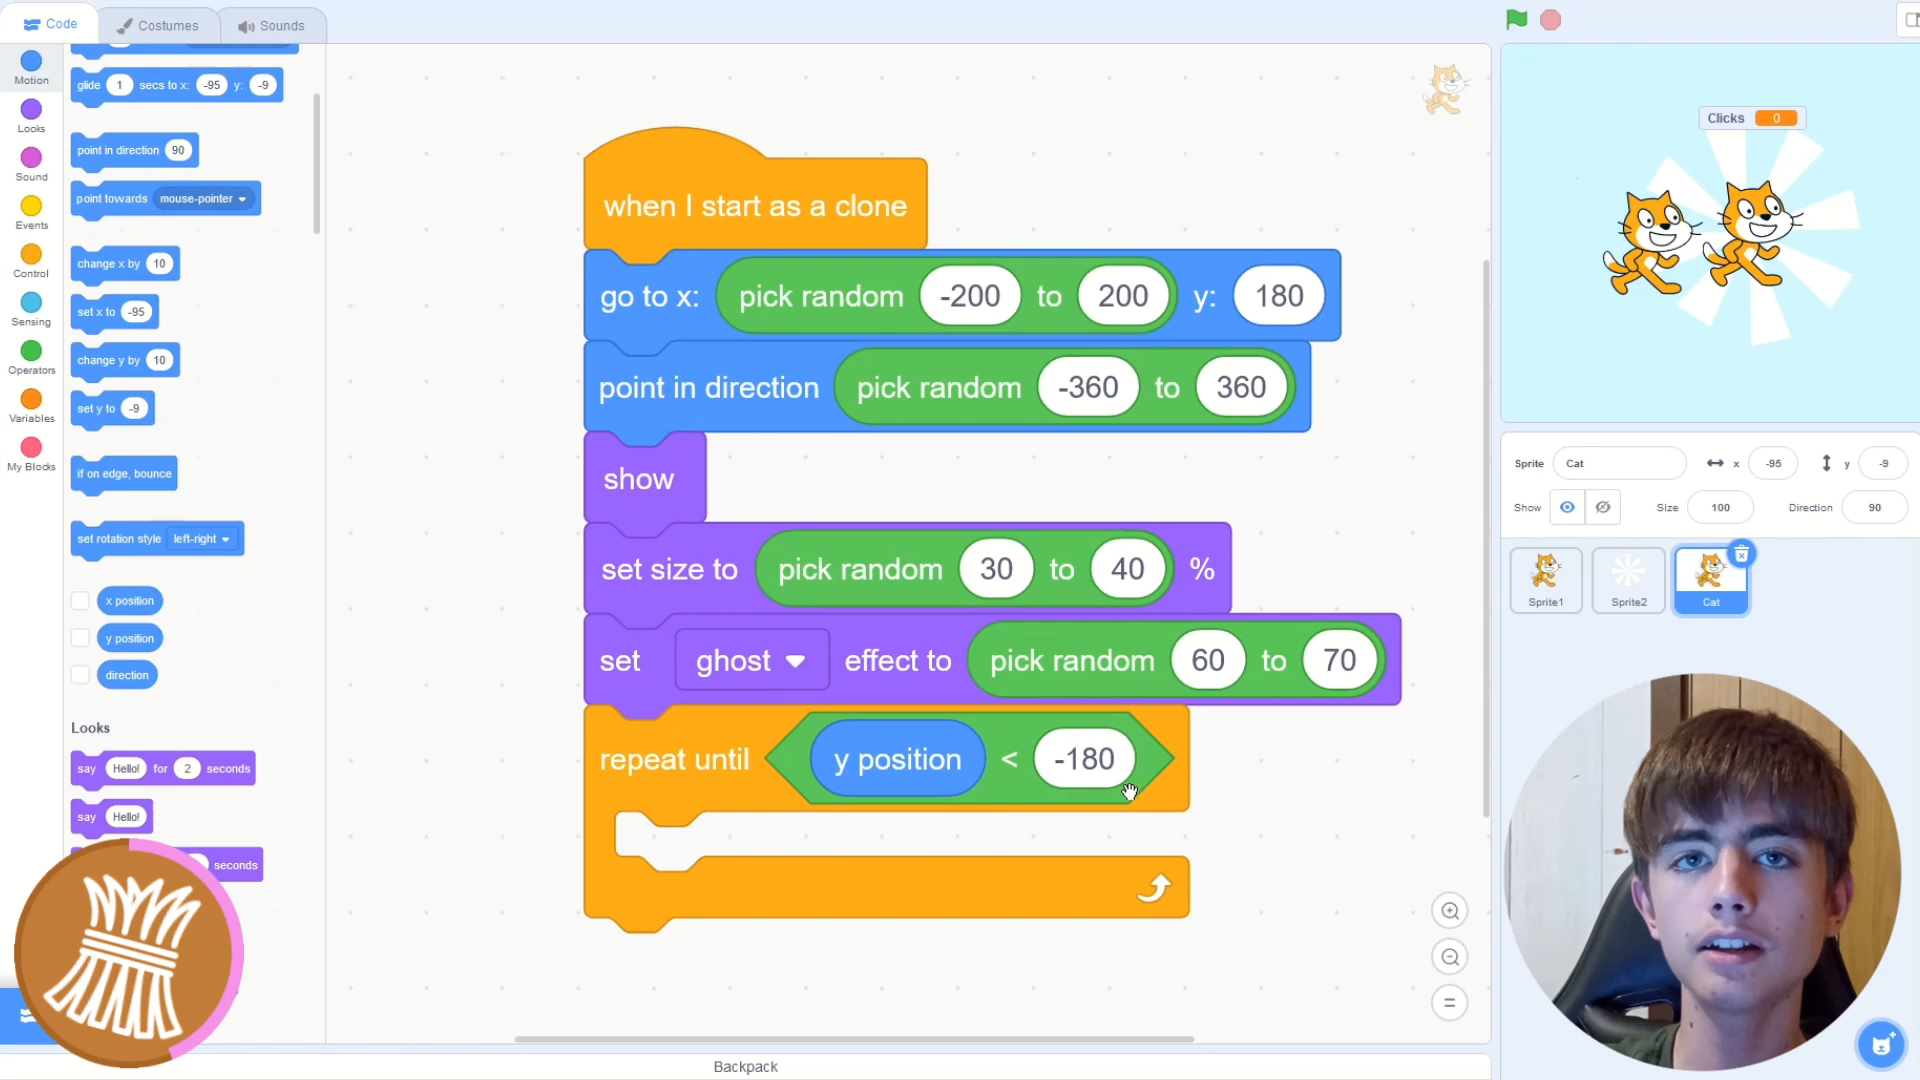 Code
Costumes
Sounds
Motion
Looks
Sound
Events
Control
Sensing
Operators
Variables
My Blocks
glide 1 secs to x: -95 y: -9
point in direction 90
point towards mouse-pointer
change x by 10
set x to -95
change y by 10
set y to -9
if on edge, bounce
set rotation style left-right
x position
y position
direction
Looks
say Hello! for 2 seconds
say Hello!
seconds
when I start as a clone
go to x: pick random -200 to 200 y: 180
point in direction pick random -360 to 360
show
set size to pick random 30 to 40 %
set ghost effect to pick random 60 to 70
repeat until y position < -180
Backpack
Clicks 0
Sprite Cat x -95 y -9
Show Size 100 Direction 90
Sprite1
Sprite2
Cat